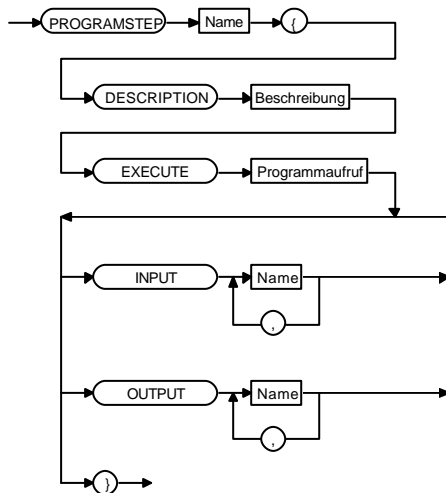 PROGRAMSTEP Name {
DESCRIPTION Beschreibung
EXECUTE Programmaufruf
INPUT Name
,
OUTPUT Name
,
}